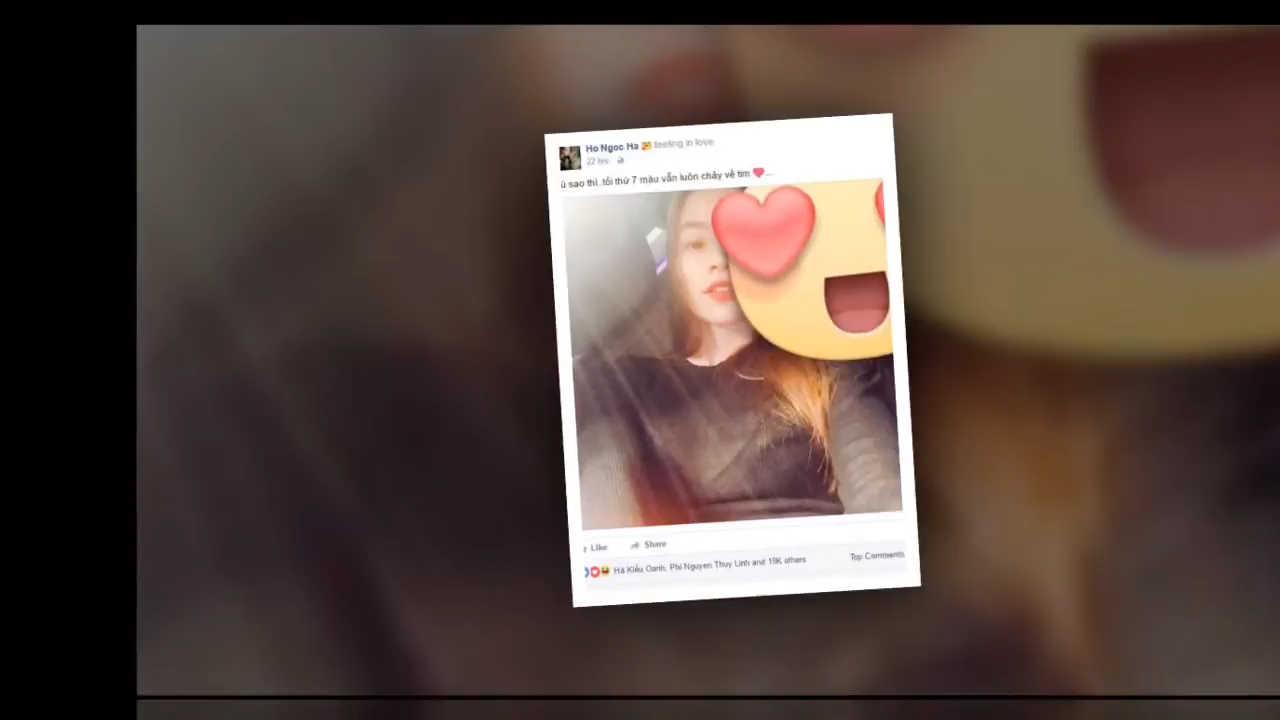 Ho Ngoc Ha feeling in love
22 hrs
ù sao thì..tối thứ 7 máu vẫn luôn chảy về tim ...
Like Share
Hà Kiều Oanh, Phi Nguyen Thuy Linh and 19K others Top Comments